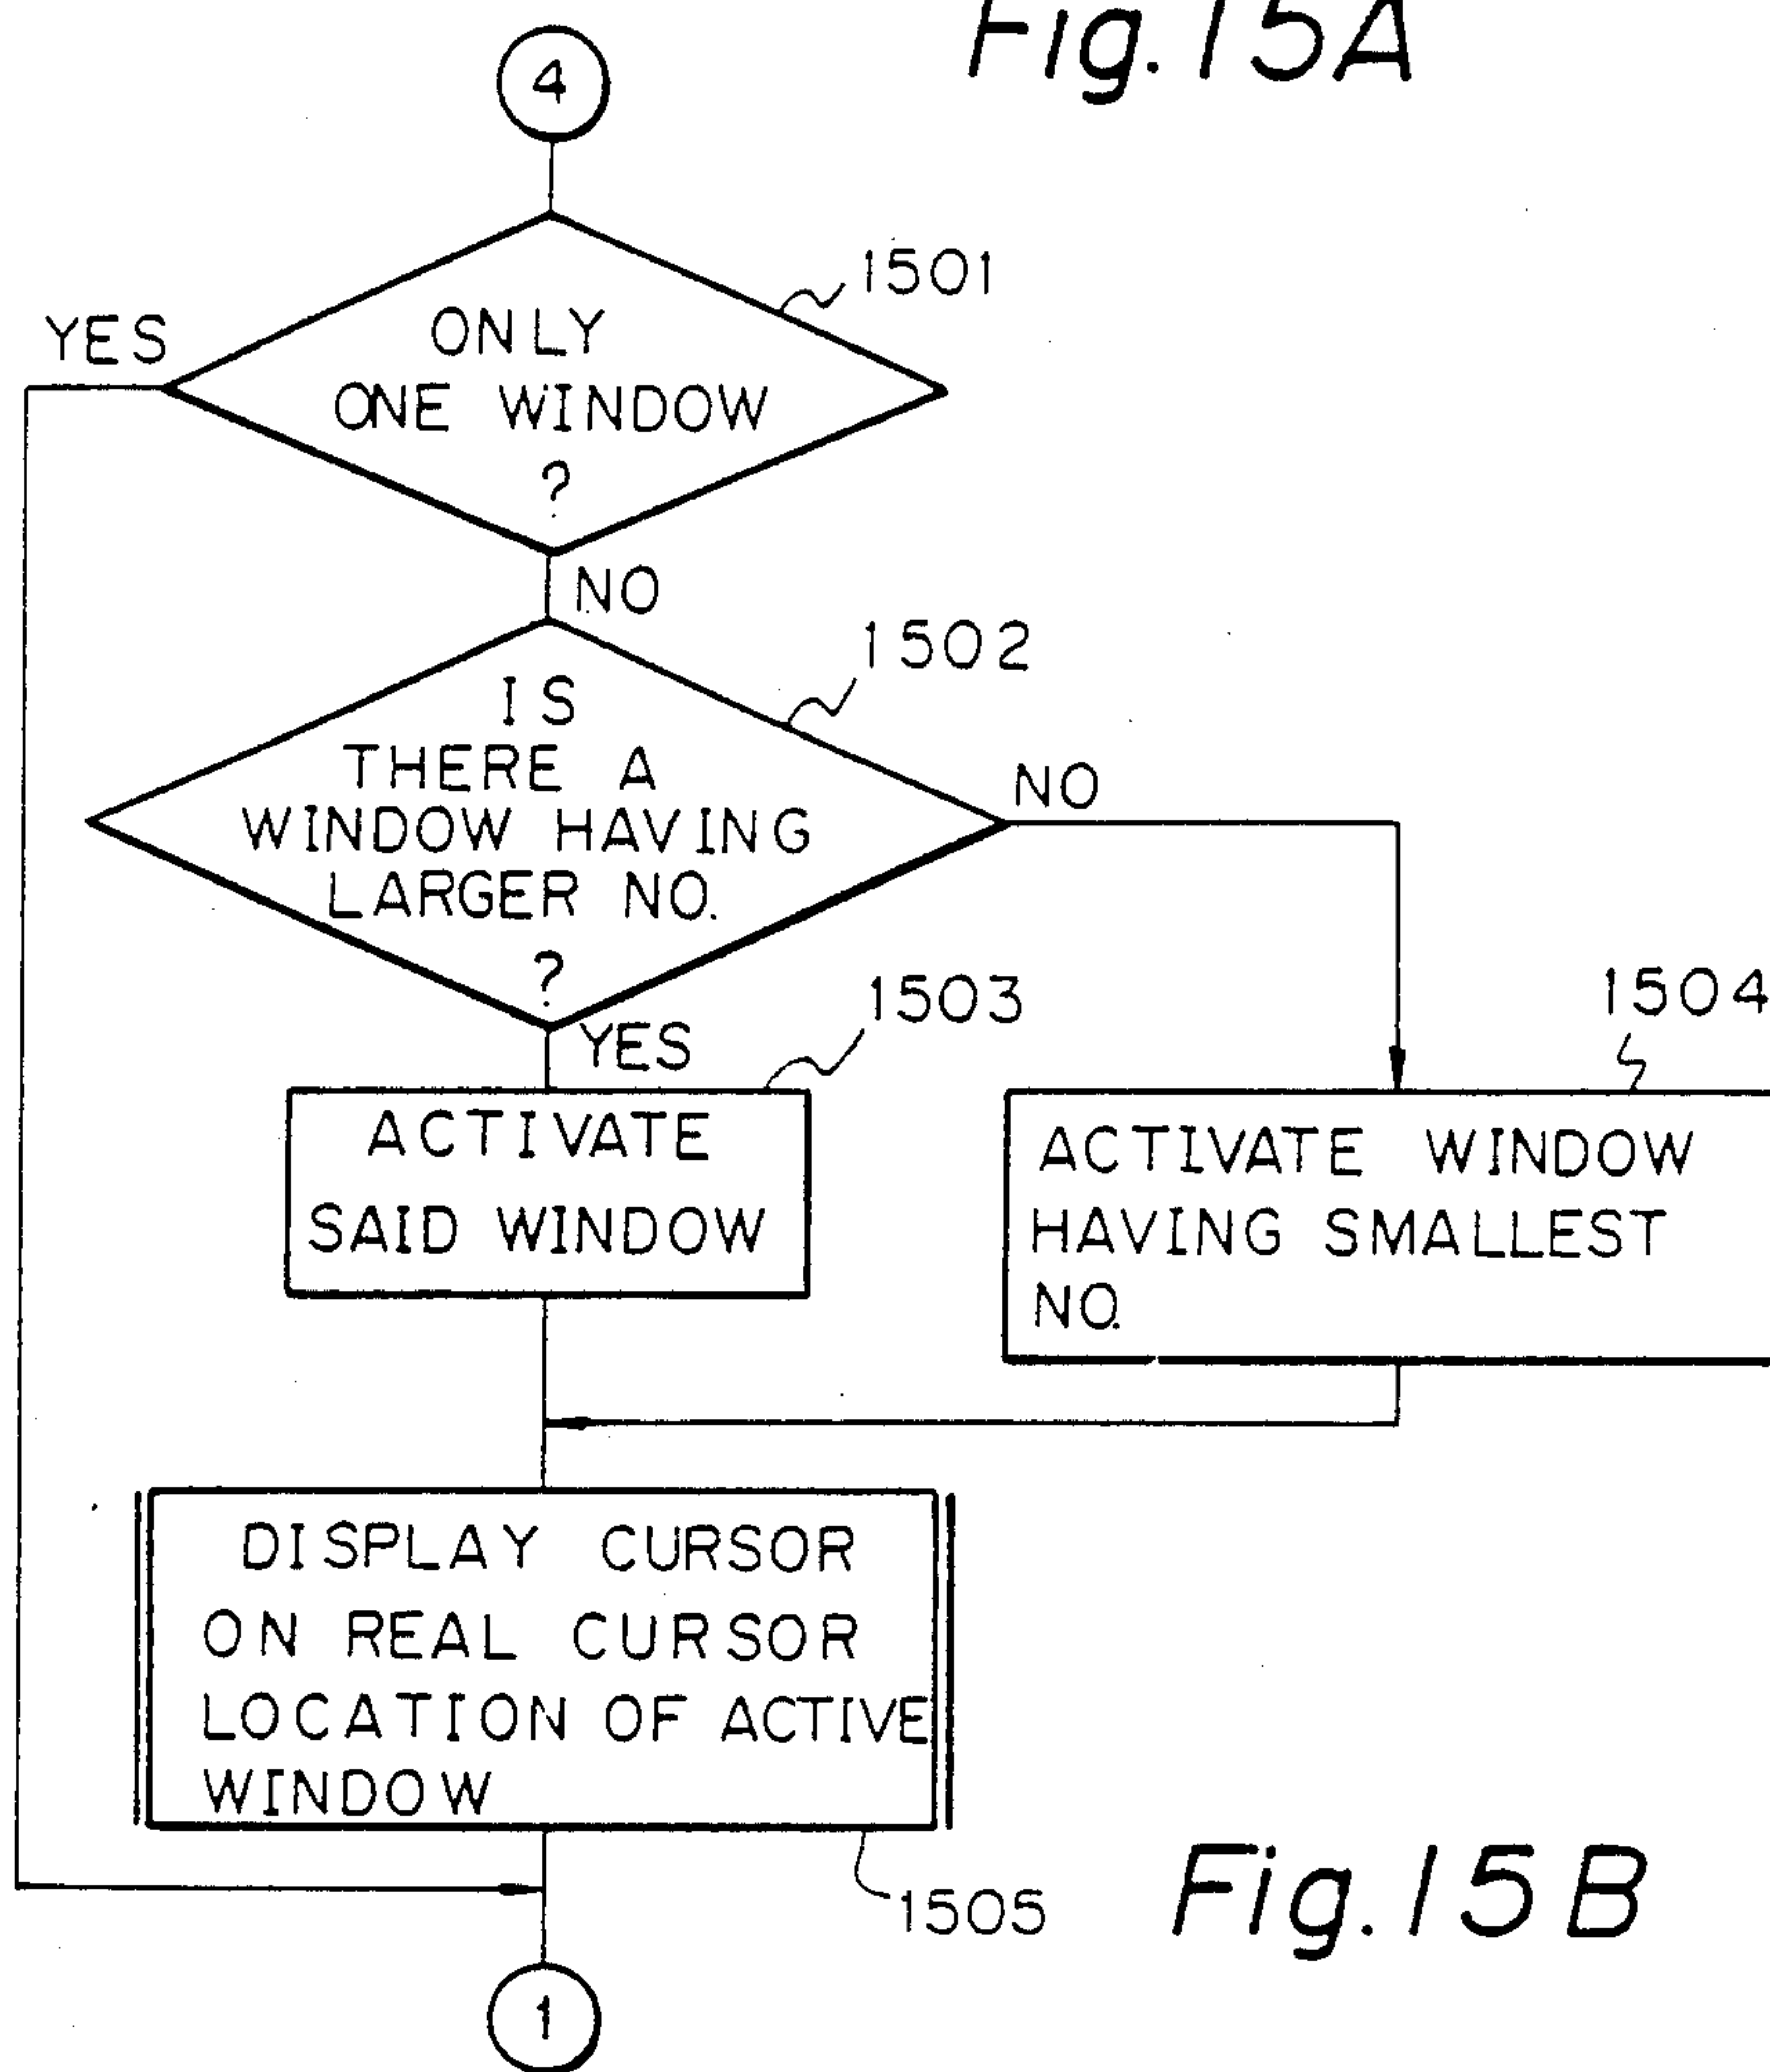 Fig. 15A
4
1501
YES
ONLY
ONE WINDOW
?
NO
1502
IS
THERE A
WINDOW HAVING
LARGER NO.
?
NO
YES
1503
1504
ACTIVATE
SAID WINDOW
ACTIVATE WINDOW
HAVING SMALLEST
NO.
DISPLAY CURSOR
ON REAL CURSOR
LOCATION OF ACTIVE
WINDOW
1505
Fig. 15B
1